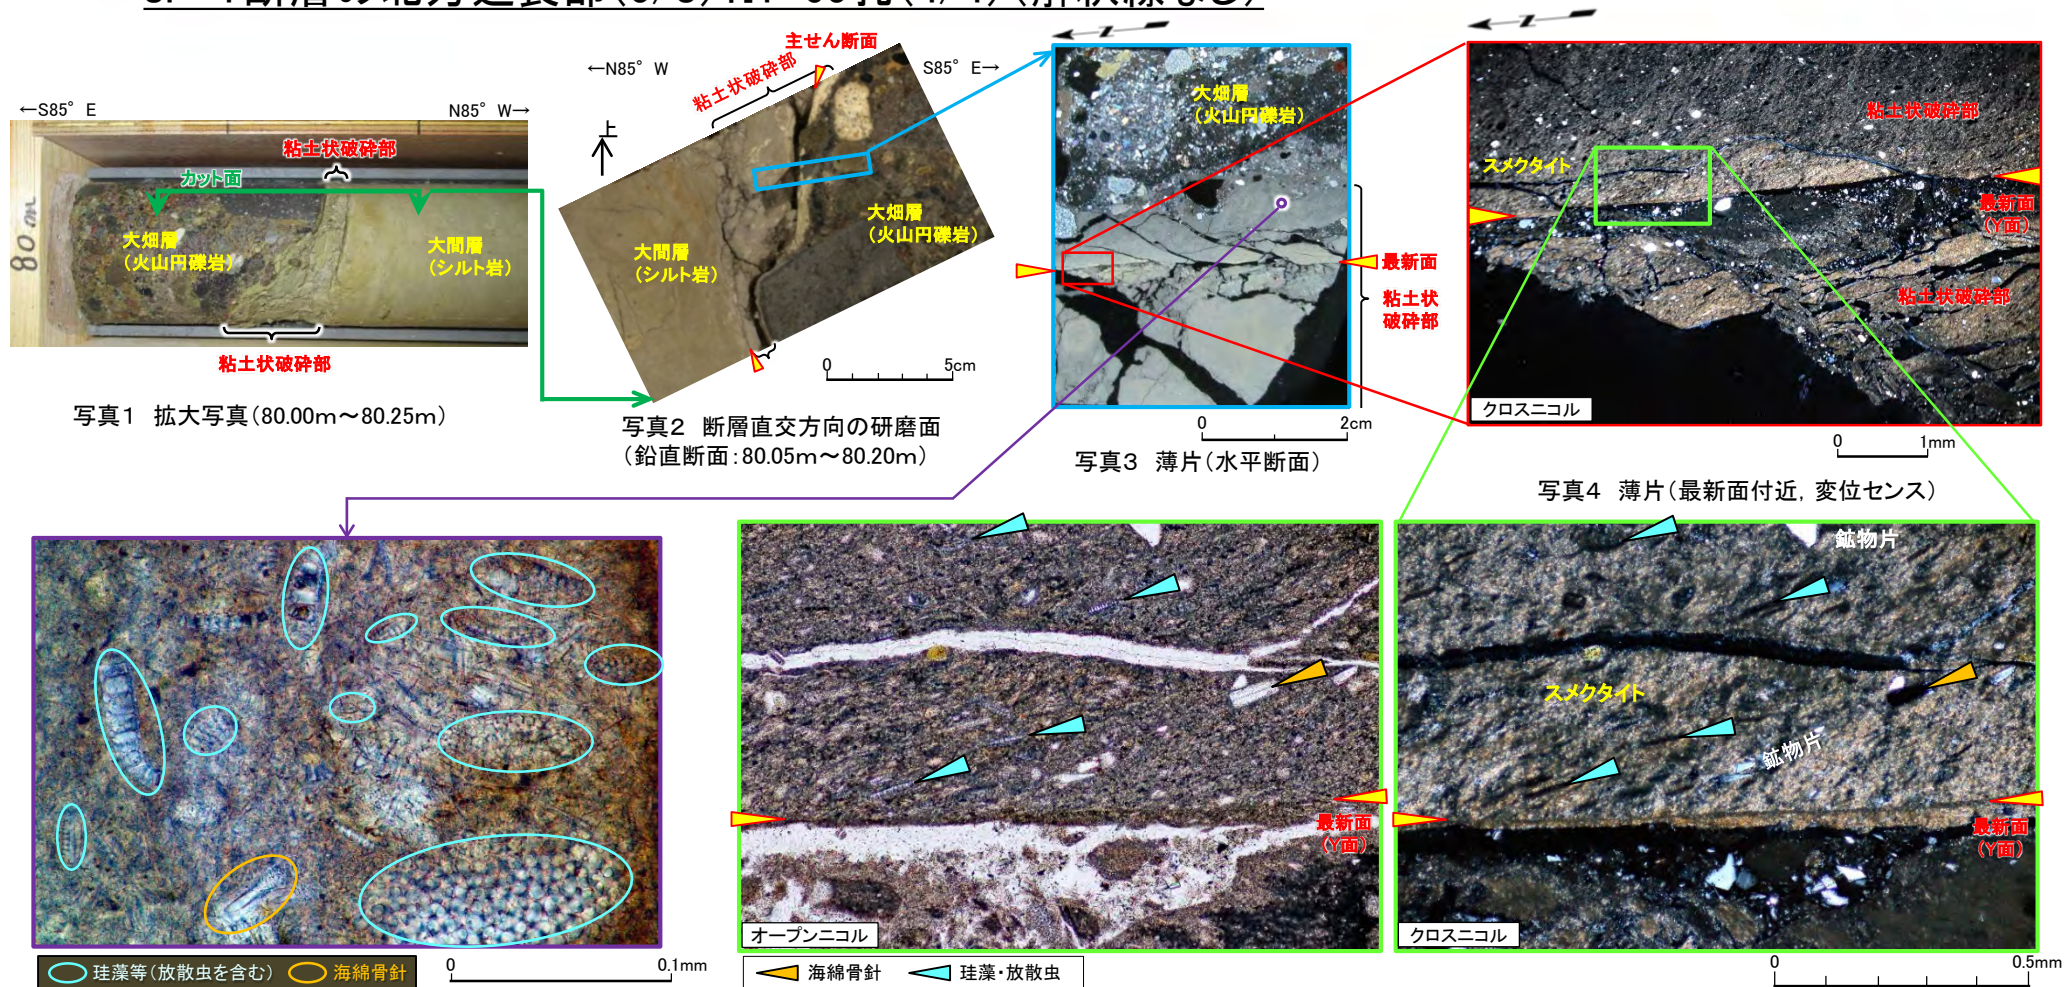 ←S85° E
N85° W→
80m
粘土状破砕部
カット面
大畑層
(火山円礫岩)
大間層
(シルト岩)
粘土状破砕部
写真1 拡大写真(80.00m～80.25m)
主せん断面
←N85° W
S85° E→
粘土状破砕部
上
大畑層
(火山円礫岩)
大間層
(シルト岩)
0
5cm
写真2 断層直交方向の研磨面
(鉛直断面:80.05m～80.20m)
Z
大畑層
(火山円礫岩)
最新面
粘土状
破砕部
0
2cm
写真3 薄片(水平断面)
Z
粘土状破砕部
スメクタイト
最新面
(Y面)
粘土状破砕部
クロスニコル
0
1mm
写真4 薄片(最新面付近, 変位センス)
珪藻等(放散虫を含む)
海綿骨針
0
0.1mm
最新面
(Y面)
オープンニコル
海綿骨針
珪藻・放散虫
鉱物片
スメクタイト
鉱物片
最新面
(Y面)
クロスニコル
0
0.5mm